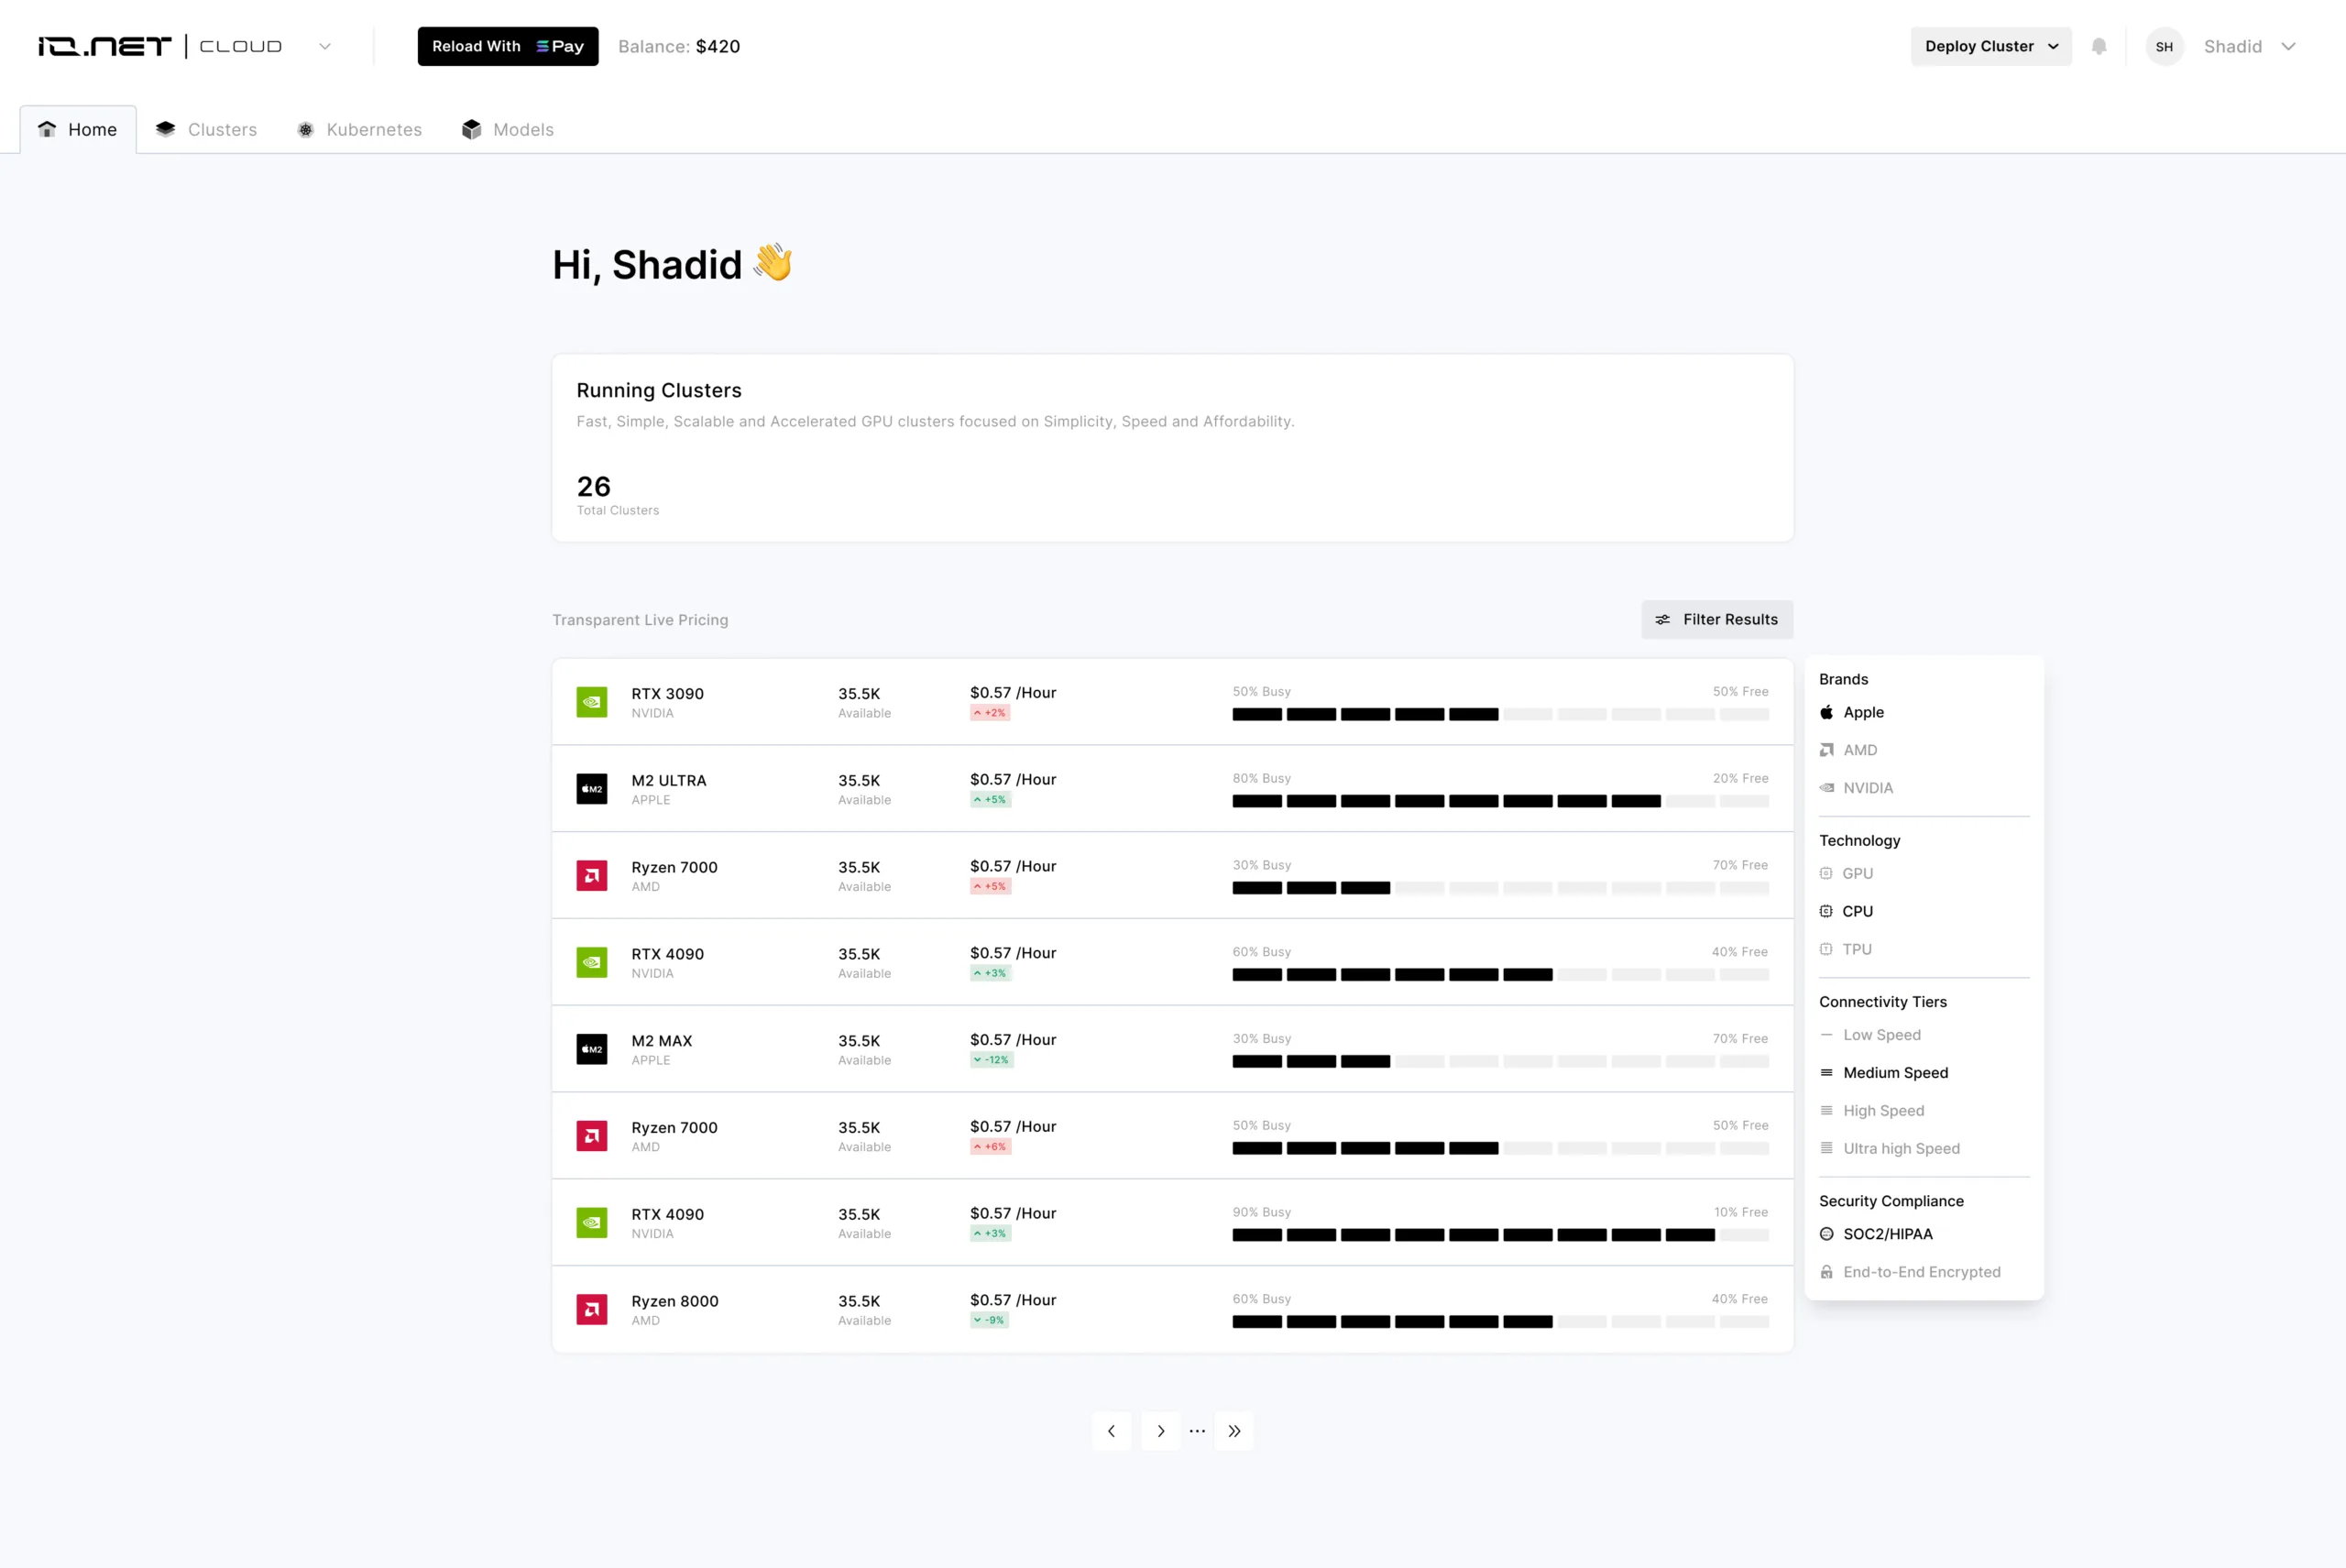 IO.NET | CLOUD
Reload With Pay
Balance: $420
Deploy Cluster
SH
Shadid
Home
Clusters
Kubernetes
Models
Hi, Shadid 👋
Running Clusters
Fast, Simple, Scalable and Accelerated GPU clusters focused on Simplicity, Speed and Affordability.
26
Total Clusters
Transparent Live Pricing
Filter Results
RTX 3090
NVIDIA
35.5K
Available
$0.57 /Hour
+2%
50% Busy
50% Free
M2
M2 ULTRA
APPLE
35.5K
Available
$0.57 /Hour
+5%
80% Busy
20% Free
Ryzen 7000
AMD
35.5K
Available
$0.57 /Hour
+5%
30% Busy
70% Free
RTX 4090
NVIDIA
35.5K
Available
$0.57 /Hour
+3%
60% Busy
40% Free
M2
M2 MAX
APPLE
35.5K
Available
$0.57 /Hour
-12%
30% Busy
70% Free
Ryzen 7000
AMD
35.5K
Available
$0.57 /Hour
+6%
50% Busy
50% Free
RTX 4090
NVIDIA
35.5K
Available
$0.57 /Hour
+3%
90% Busy
10% Free
Ryzen 8000
AMD
35.5K
Available
$0.57 /Hour
-9%
60% Busy
40% Free
Brands
Apple
AMD
NVIDIA
Technology
GPU
CPU
TPU
Connectivity Tiers
Low Speed
Medium Speed
High Speed
Ultra high Speed
Security Compliance
SOC2/HIPAA
End-to-End Encrypted
...